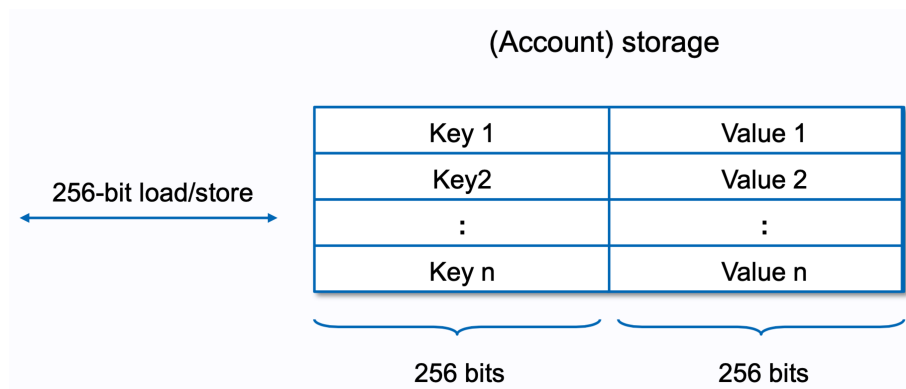 (Account) storage
Key 1 Value 1
256-bit load/store
Key2 Value 2
: :
Key n Value n
256 bits 256 bits